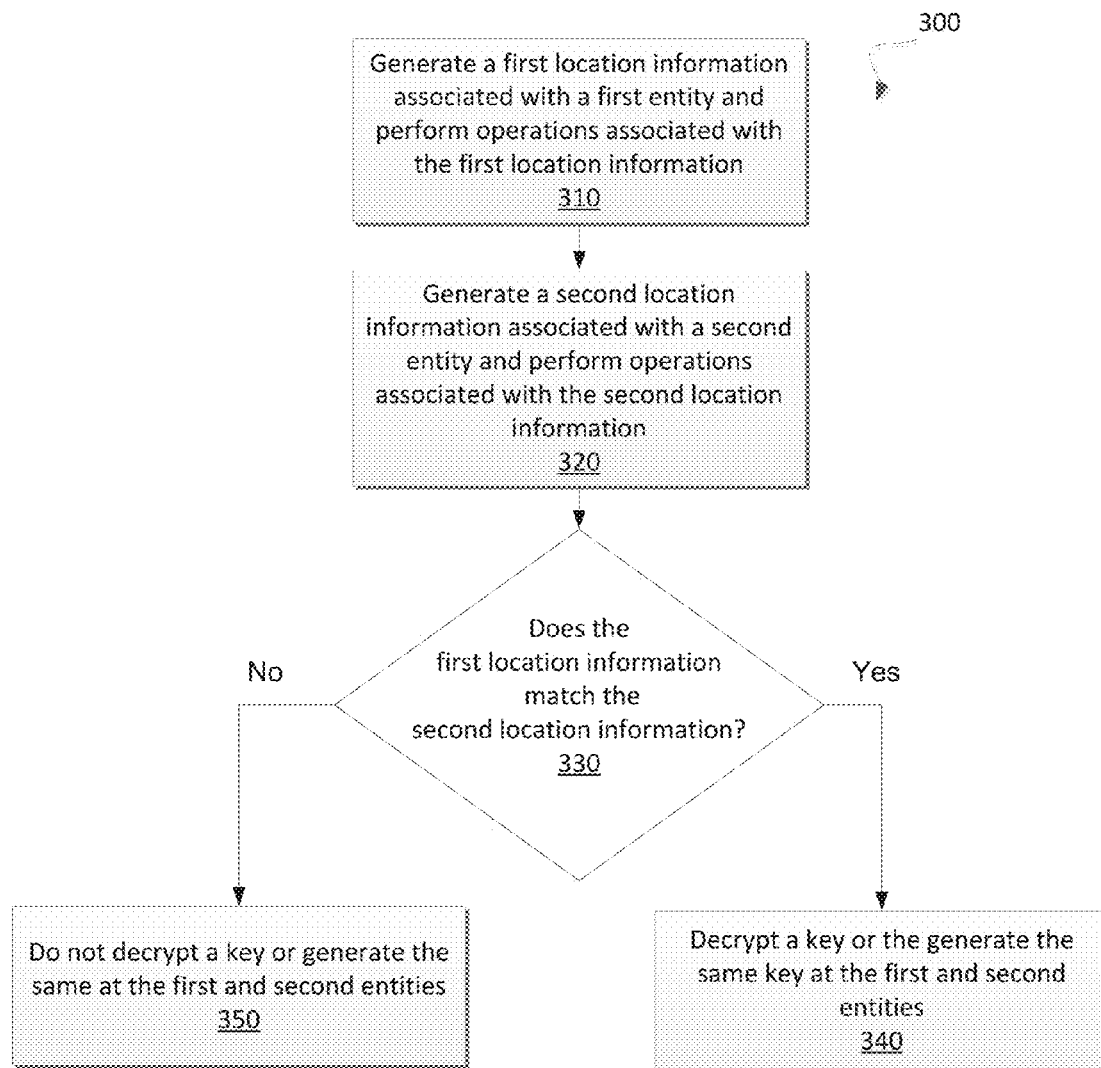 300
Generate a first location information
associated with a first entity and
perform operations associated with
the first location information
310
Generate a second location
information associated with a second
entity and perform operations
associated with the second location
information
320
Does the
first location information
match the
second location information?
330
No
Yes
Do not decrypt a key or generate the
same at the first and second entities
350
Decrypt a key or the generate the
same key at the first and second
entities
340